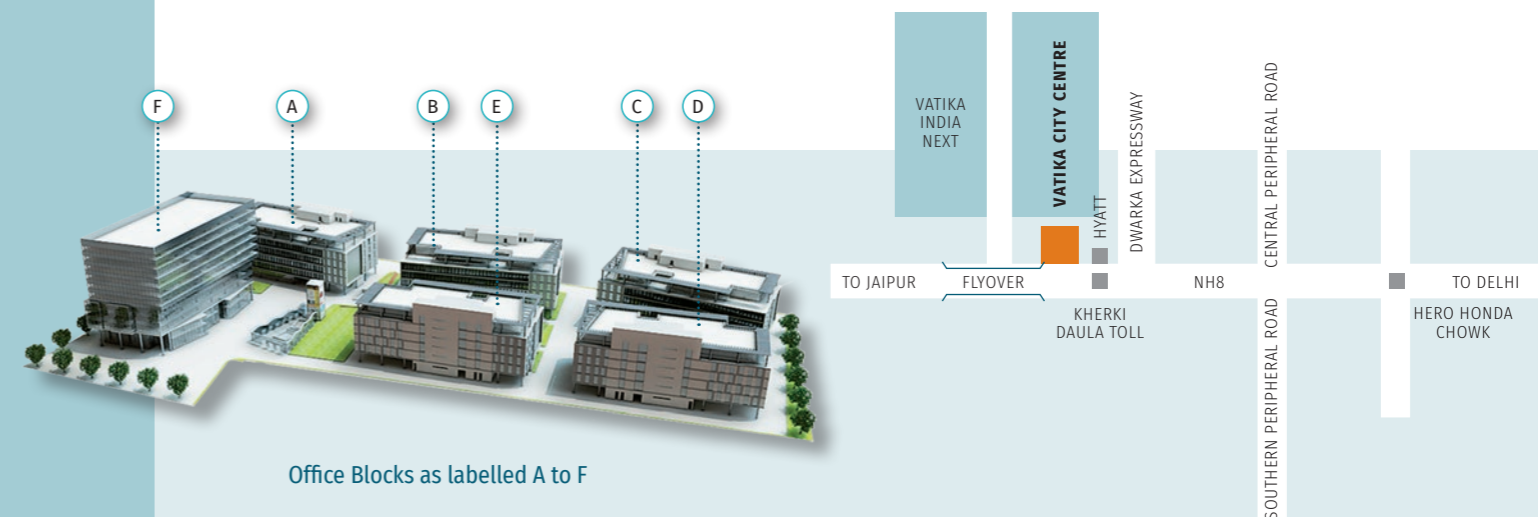 F
A
B
E
C
D
Office Blocks as labelled A to F
VATIKA
INDIA
NEXT
VATIKA CITY CENTRE
HYATT
DWARKA EXPRESSWAY
CENTRAL PERIPHERAL ROAD
TO JAIPUR
FLYOVER
NH8
TO DELHI
KHERKI
DAULA TOLL
HERO HONDA
CHOWK
SOUTHERN PERIPHERAL ROAD